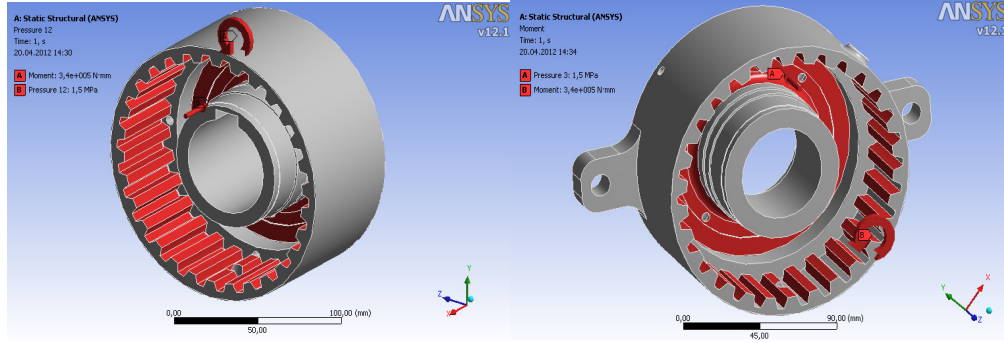 A: Static Structural (ANSYS)
Pressure 12
Time: 1, s
20.04.2012 14:30
A Moment: 3,4e+005 N·mm
B Pressure 12: 1,5 MPa
ANSYS
v12.1
B
Y
Z
X
0,00 100,00 (mm)
50,00
A: Static Structural (ANSYS)
Moment
Time: 1, s
20.04.2012 14:34
A Pressure 3: 1,5 MPa
B Moment: 3,4e+005 N·mm
ANSYS
v12.1
A
B
X
Y
Z
0,00 90,00 (mm)
45,00